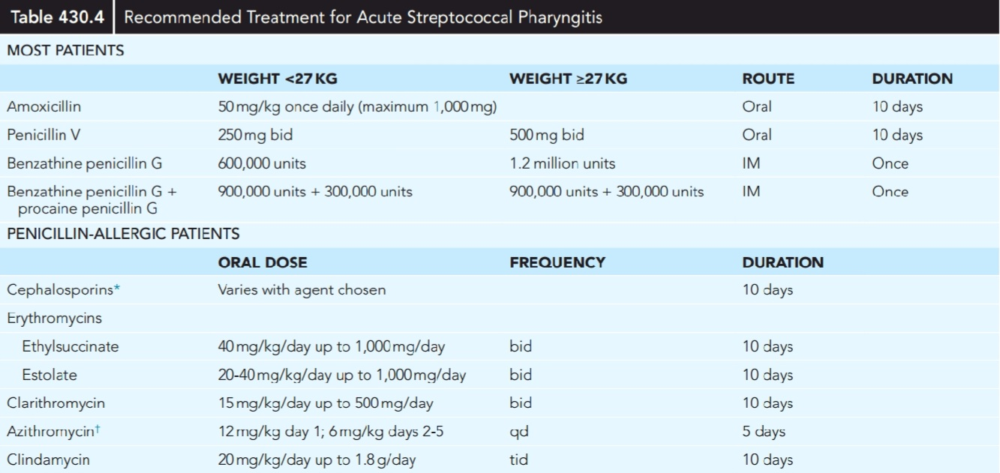 Table 430.4 Recommended Treatment for Acute Streptococcal Pharyngitis
MOST PATIENTS
WEIGHT <27 KG WEIGHT ≥27 KG ROUTE DURATION
Amoxicillin 50 mg/kg once daily (maximum 1,000 mg) Oral 10 days
Penicillin V 250 mg bid 500 mg bid Oral 10 days
Benzathine penicillin G 600,000 units 1.2 million units IM Once
Benzathine penicillin G + 900,000 units + 300,000 units 900,000 units + 300,000 units IM Once
procaine penicillin G
PENICILLIN-ALLERGIC PATIENTS
ORAL DOSE FREQUENCY DURATION
Cephalosporins* Varies with agent chosen 10 days
Erythromycins
Ethylsuccinate 40 mg/kg/day up to 1,000 mg/day bid 10 days
Estolate 20-40 mg/kg/day up to 1,000 mg/day bid 10 days
Clarithromycin 15 mg/kg/day up to 500 mg/day bid 10 days
Azithromycin† 12 mg/kg day 1; 6 mg/kg days 2-5 qd 5 days
Clindamycin 20 mg/kg/day up to 1.8 g/day tid 10 days